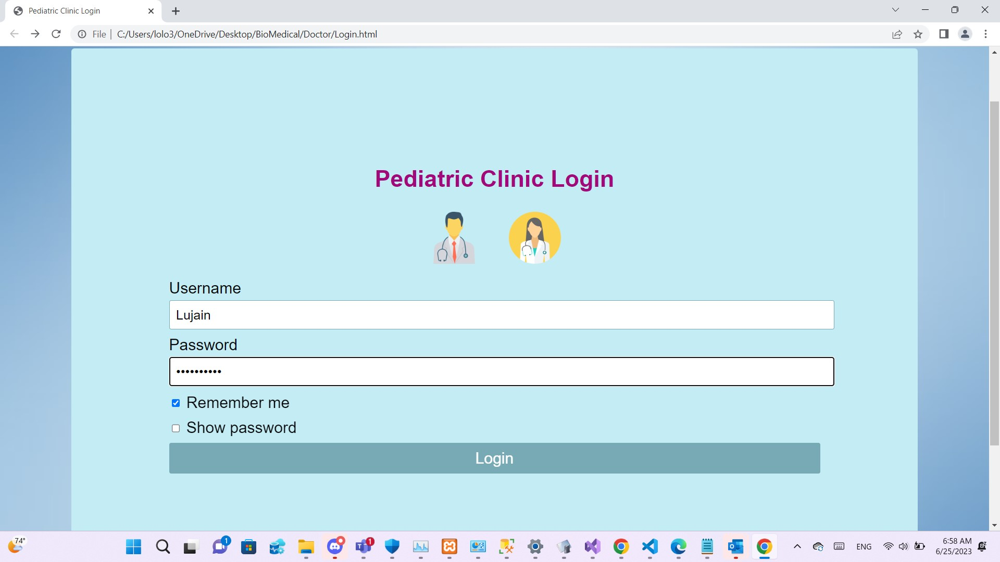 Pediatric Clinic Login
File | C:/Users/lolo3/OneDrive/Desktop/BioMedical/Doctor/Login.html
Pediatric Clinic Login
Username
Lujain
Password
••••••••••
Remember me
Show password
Login
74°
1
1
ENG
6:58 AM
6/25/2023